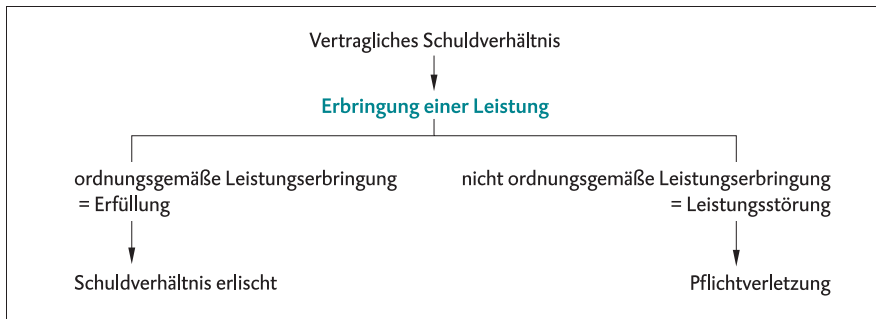 Vertragliches Schuldverhältnis
Erbringung einer Leistung
ordnungsgemäße Leistungserbringung
= Erfüllung
nicht ordnungsgemäße Leistungserbringung
= Leistungsstörung
Schuldverhältnis erlischt
Pflichtverletzung